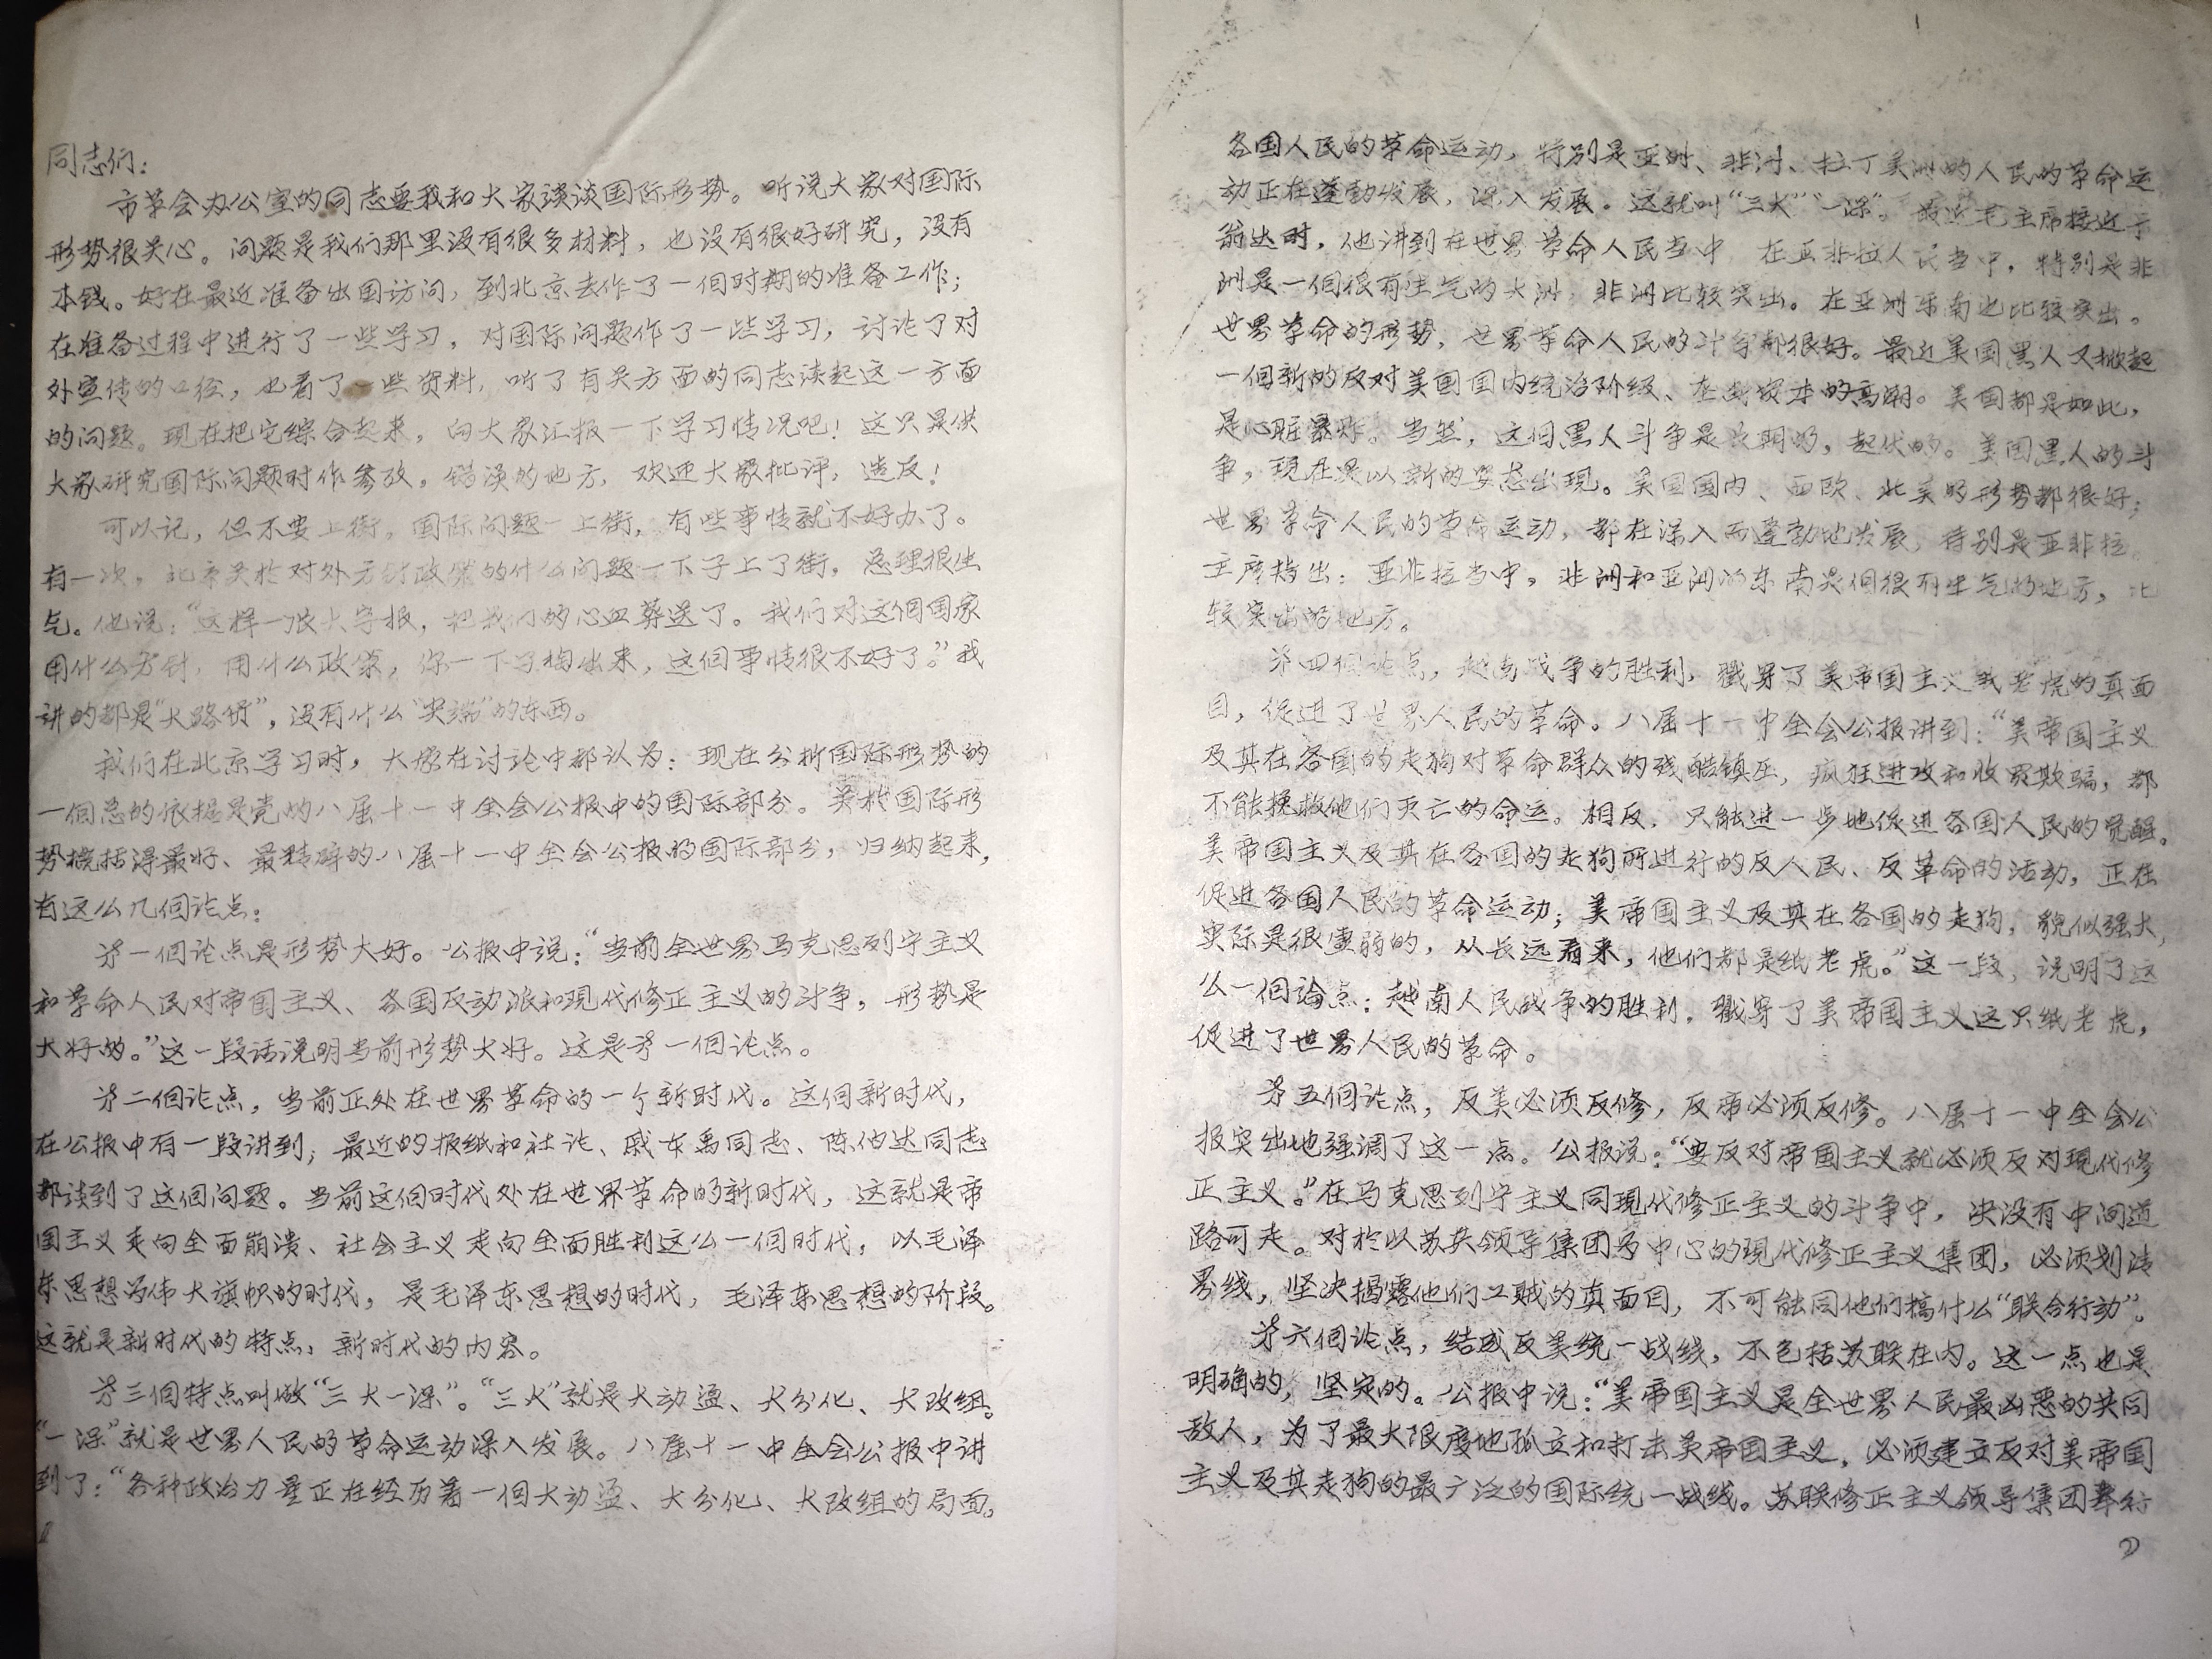 同志们：
市革会办公室的同志要我和大家谈谈国际形势。听说大家对国际
形势很关心。问题是我们那里没有很多材料，也没有很好研究，没有
本钱。好在最近准备出国访问，到北京去作了一個时期的准备工作；
在准备过程中进行了一些学习，对国际问题作了一些学习，讨论了对
外宣传的口径，也看了一些资料，听了有关方面的同志谈起这一方面
的问题。现在把它综合起来，向大家汇报一下学习情况吧！这只是供
大家研究国际问题时作参攷。错误的地方，欢迎大家批评，造反！
可以记，但不要上街，国际问题一上街，有些事情就不好办了。
有一次，北京关於对外方针政策的什么问题一下子上了街，总理很生
气。他说：“这样一张大字报，把我们的心血葬送了。我们对这個国家
用什么方针，用什么政策，你一下子揭出来，这個事情很不好了。”我
讲的都是“大路货”，没有什么“尖端”的东西。
我们在北京学习时，大家在讨论中都认为：现在分析国际形势的
一個总的依据是党的八届十一中全会公报中的国际部分。关於国际形
势概括得最好、最精辟的八届十一中全会公报的国际部分，归纳起来，
有这么几個论点：
第一個论点是形势大好。公报中说：“当前全世界马克思列宁主义
和革命人民对帝国主义、各国反动派和現代修正主义的斗争，形势是
大好的。”这一段话说明当前形势大好。这是第一個论点。
第二個论点，当前正处在世界革命的一个新时代。这個新时代，
在公报中有一段讲到；最近的报纸和社论、戚本禹同志、陈伯达同志
都谈到了这個问题。当前这個时代处在世界革命的新时代，这就是帝
国主义走向全面崩溃、社会主义走向全面胜利这么一個时代，以毛泽
东思想为伟大旗帜的时代，是毛泽东思想的时代，毛泽东思想的阶段。
这就是新时代的特点，新时代的内容。
第三個特点叫做“三大一深”。“三大”就是大动盪、大分化、大改组。
“一深”就是世界人民的革命运动深入发展。八届十一中全会公报中讲
到了：“各种政治力量正在经历着一個大动盪、大分化、大改组的局面。
各国人民的革命运动，特别是亚洲、非洲、拉丁美洲的人民的革命运
动正在蓬勃发展，深入发展。这就叫“三大”“一深”。最近毛主席接近
时，他讲到在世界革命人民当中，在亚非拉人民当中，特别是非
洲是一個很有生气的大洲，非洲比较突出。在亚洲东南也比较突出。
世界革命的形势，世界革命人民的斗争都很好。最近美国黑人又掀起
一個新的反对美国国内统治阶级、垄断资本的高潮。美国都是如此，
是心脏暴炸。当然，这個黑人斗争是长期的，起伏的。美国黑人的斗
争，現在是以新的姿态出現。美国国内、西欧、北美的形势都很好；
世界革命人民的革命运动，都在深入而蓬勃地发展，特别是亚非拉。
主席指出：亚非拉当中，非洲和亚洲的东南是個很有生气的地方，比
较突出的地方。
第四個论点，越南战争的胜利，戳穿了美帝国主义纸老虎的真面
目，促进了世界人民的革命。八届十一中全会公报讲到：“美帝国主义
及其在各国的走狗对革命群众的残酷镇压，疯狂进攻和收买欺骗，都
不能挽救他们灭亡的命运。相反，只能进一步地促进各国人民的觉醒。
美帝国主义及其在各国的走狗所进行的反人民、反革命的活动，正在
促进各国人民的革命运动；美帝国主义及其在各国的走狗，貌似强大，
实际是很虚弱的，从长远看来，他们都是纸老虎。”这一段，说明了这
么一個論点：越南人民战争的胜利，戳穿了美帝国主义这只纸老虎，
促进了世界人民的革命。
第五個论点，反美必须反修，反帝必须反修。八届十一中全会公
报突出地强调了这一点。公报说：“要反对帝国主义就必须反对現代修
正主义。”在马克思列宁主义同現代修正主义的斗争中，决没有中间道
路可走。对於以苏共领导集团为中心的現代修正主义集团，必须划清
界线，坚决揭露他们工贼的真面目，不可能同他们搞什么“联合行动”。
第六個论点，结成反美统一战线，不包括苏联在内。这一点也是
明确的，坚定的。公报中说：“美帝国主义是全世界人民最凶恶的共同
敌人，为了最大限度地孤立和打击美帝国主义，必须建立反对美帝国
主义及其走狗的最广泛的国际统一战线。苏联修正主义领导集团奉行